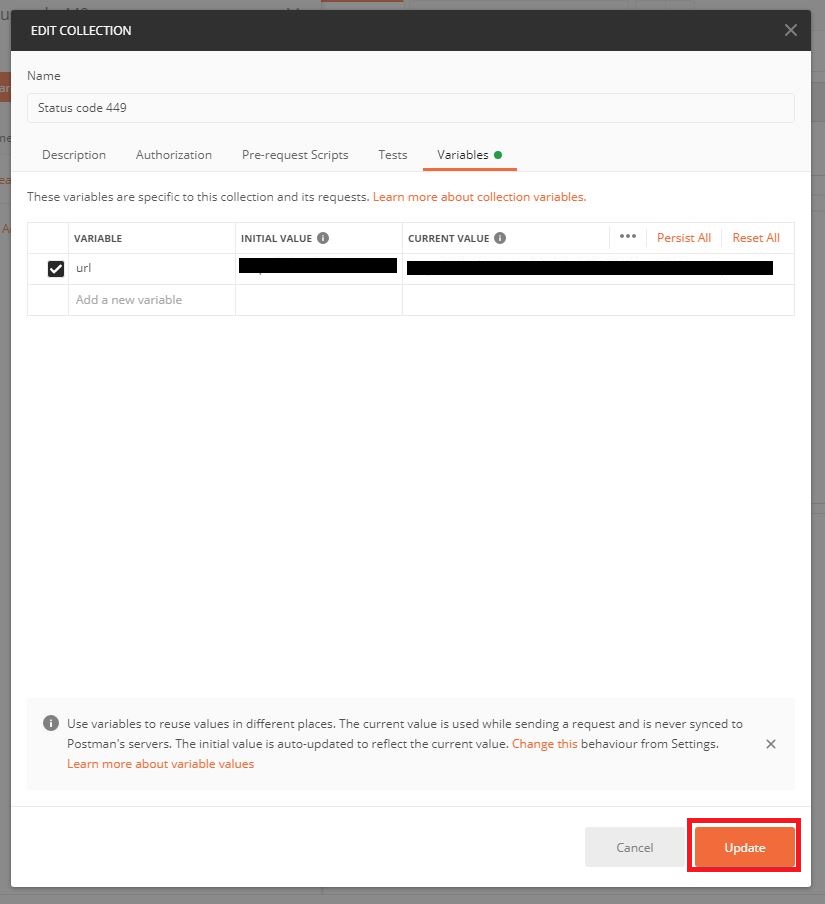 EDIT COLLECTION
Name
Status code 449
Description Authorization Pre-request Scripts Tests Variables
These variables are specific to this collection and its requests. Learn more about collection variables.
VARIABLE INITIAL VALUE CURRENT VALUE ••• Persist All Reset All
url
Add a new variable
Use variables to reuse values in different places. The current value is used while sending a request and is never synced to
Postman's servers. The initial value is auto-updated to reflect the current value. Change this behaviour from Settings.
Learn more about variable values
Cancel Update